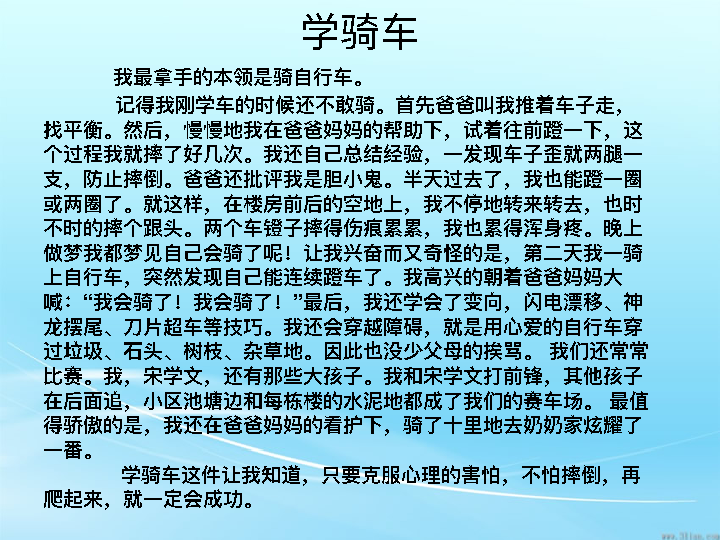 学骑车
我最拿手的本领是骑自行车。
记得我刚学车的时候还不敢骑。首先爸爸叫我推着车子走，
找平衡。然后，慢慢地我在爸爸妈妈的帮助下，试着往前蹬一下，这
个过程我就摔了好几次。我还自己总结经验，一发现车子歪就两腿一
支，防止摔倒。爸爸还批评我是胆小鬼。半天过去了，我也能蹬一圈
或两圈了。就这样，在楼房前后的空地上，我不停地转来转去，也时
不时的摔个跟头。两个车镫子摔得伤痕累累，我也累得浑身疼。晚上
做梦我都梦见自己会骑了呢！让我兴奋而又奇怪的是，第二天我一骑
上自行车，突然发现自己能连续蹬车了。我高兴的朝着爸爸妈妈大
喊：“我会骑了！我会骑了！”最后，我还学会了变向，闪电漂移、神
龙摆尾、刀片超车等技巧。我还会穿越障碍，就是用心爱的自行车穿
过垃圾、石头、树枝、杂草地。因此也没少父母的挨骂。 我们还常常
比赛。我，宋学文，还有那些大孩子。我和宋学文打前锋，其他孩子
在后面追，小区池塘边和每栋楼的水泥地都成了我们的赛车场。 最值
得骄傲的是，我还在爸爸妈妈的看护下，骑了十里地去奶奶家炫耀了
一番。
学骑车这件让我知道，只要克服心理的害怕，不怕摔倒，再
爬起来，就一定会成功。